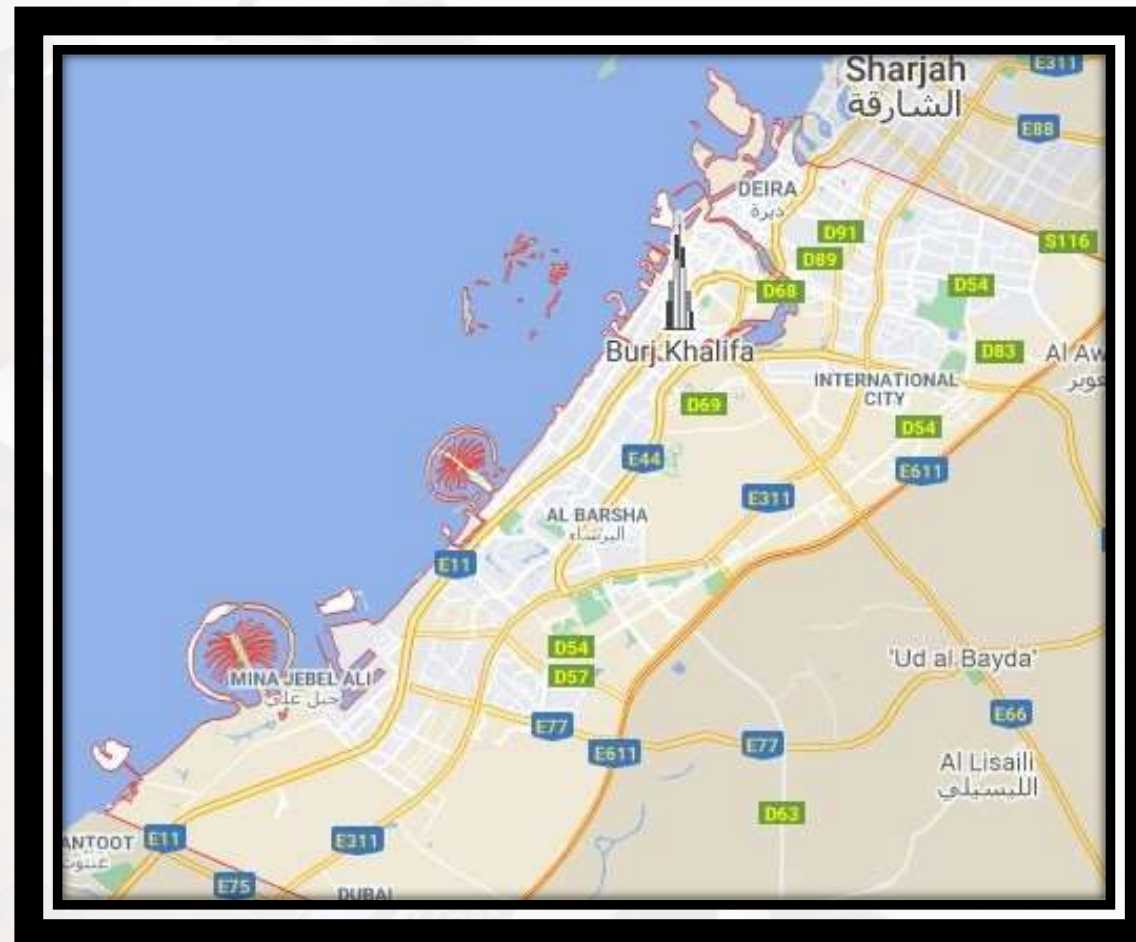 Sharjah
الشارقة
E311
E88
DEIRA
ديرة
D91
S116
D89
D68
D54
Burj Khalifa
D83
Al Aw
عوير
INTERNATIONAL
CITY
D69
D54
E44
E611
E311
AL BARSHA
البرشاء
E11
D54
D57
'Ud al Bayda'
MINA JEBEL ALI
جبل علي
E66
E77
E611
E77
Al Lisaili
الليسيلي
D63
ANTOOT
غنتوت
E11
E311
E75
DUBAI